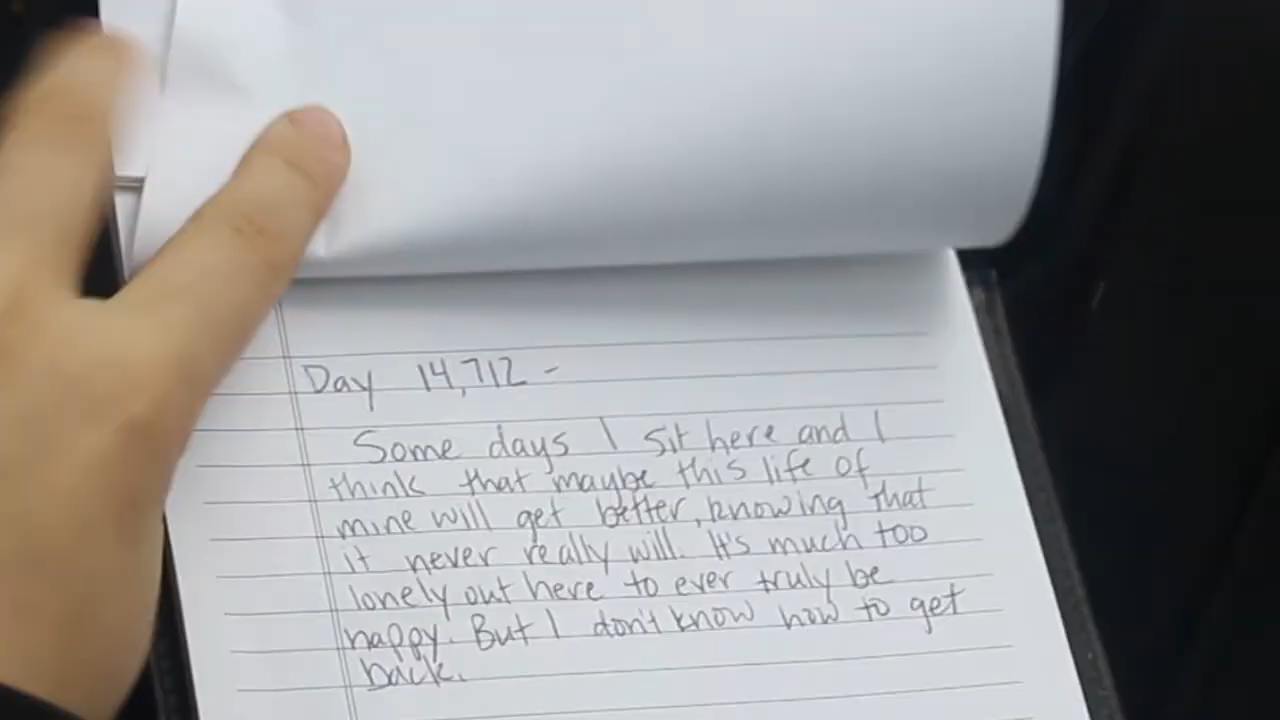 Day 14,712 -
Some days I sit here and I
think that maybe this life of
mine will get better, knowing that
it never really will. It's much too
lonely out here to ever truly be
happy. But I don't know how to get
back.